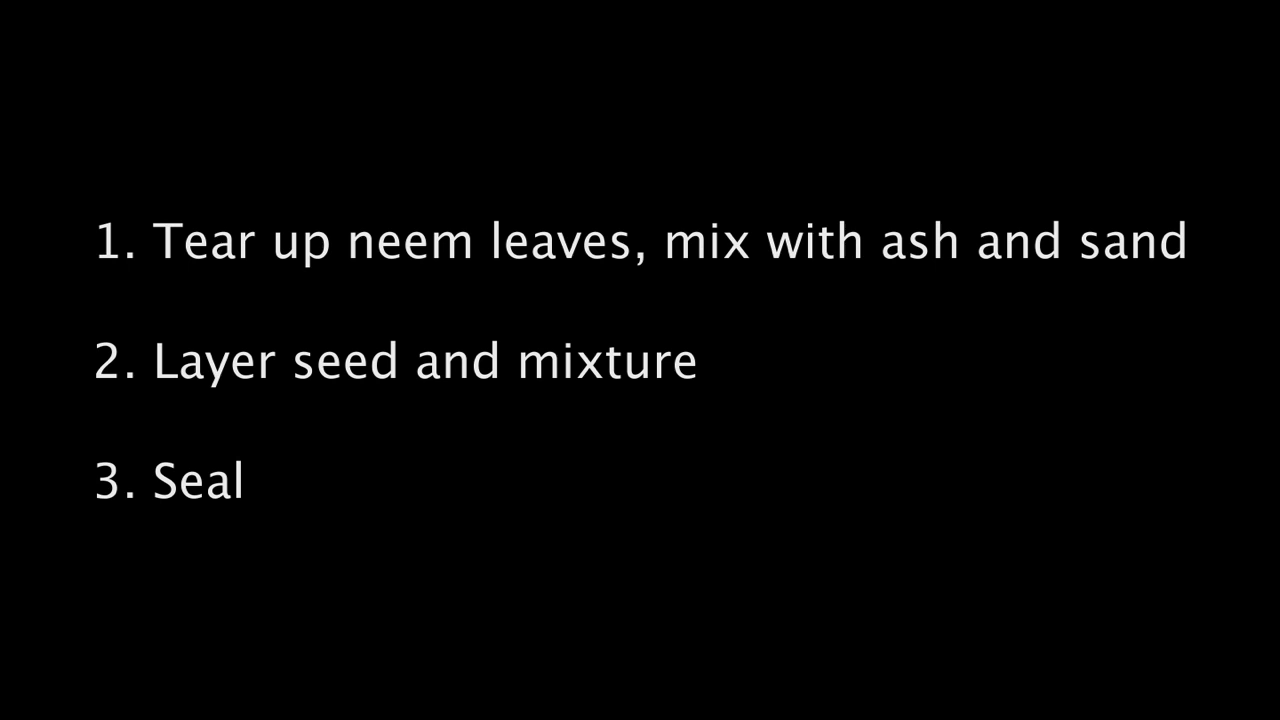 1. Tear up neem leaves, mix with ash and sand
2. Layer seed and mixture
3. Seal